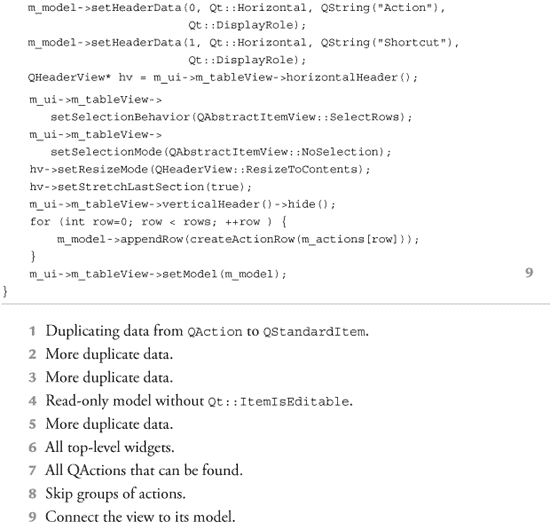 m_model->setHeaderData(0, Qt::Horizontal, QString("Action"),
Qt::DisplayRole);
m_model->setHeaderData(1, Qt::Horizontal, QString("Shortcut"),
Qt::DisplayRole);
QHeaderView* hv = m_ui->m_tableView->horizontalHeader();
m_ui->m_tableView->
setSelectionBehavior(QAbstractItemView::SelectRows);
m_ui->m_tableView->
setSelectionMode(QAbstractItemView::NoSelection);
hv->setResizeMode(QHeaderView::ResizeToContents);
hv->setStretchLastSection(true);
m_ui->m_tableView->verticalHeader()->hide();
for (int row=0; row < rows; ++row ) {
m_model->appendRow(createActionRow(m_actions[row]));
}
m_ui->m_tableView->setModel(m_model); 9
}
1 Duplicating data from QAction to QStandardItem.
2 More duplicate data.
3 More duplicate data.
4 Read-only model without Qt::ItemIsEditable.
5 More duplicate data.
6 All top-level widgets.
7 All QActions that can be found.
8 Skip groups of actions.
9 Connect the view to its model.